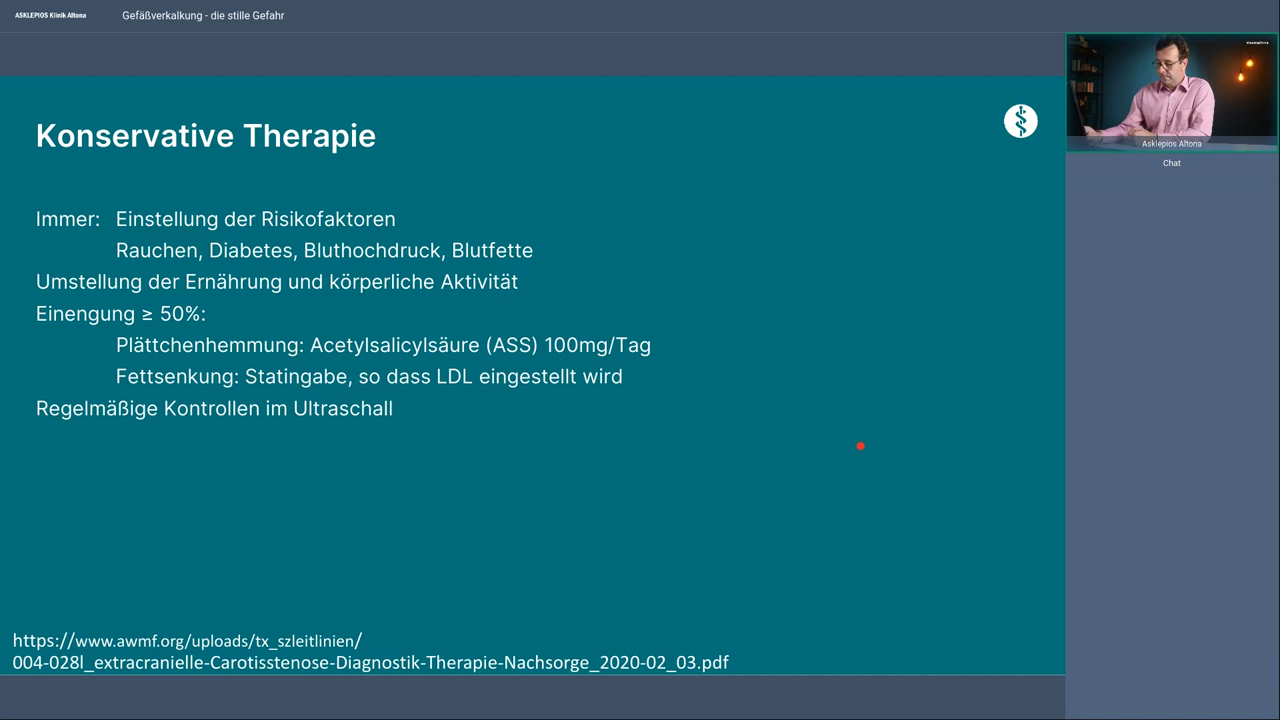 ASKLEPIOS Klinik Altona
Gefäßverkalkung - die stille Gefahr
Konservative Therapie
Immer: Einstellung der Risikofaktoren
Rauchen, Diabetes, Bluthochdruck, Blutfette
Umstellung der Ernährung und körperliche Aktivität
Einengung ≥ 50%:
Plättchenhemmung: Acetylsalicylsäure (ASS) 100mg/Tag
Fettsenkung: Statingabe, so dass LDL eingestellt wird
Regelmäßige Kontrollen im Ultraschall
https://www.awmf.org/uploads/tx_szleitlinien/
004-028l_extracranielle-Carotisstenose-Diagnostik-Therapie-Nachsorge_2020-02_03.pdf
Asklepios Altona
Chat